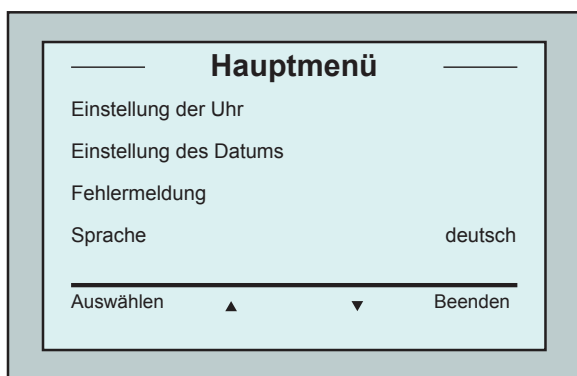 Hauptmenü
Einstellung der Uhr
Einstellung des Datums
Fehlermeldung
Sprache deutsch
Auswählen ▲ ▼ Beenden